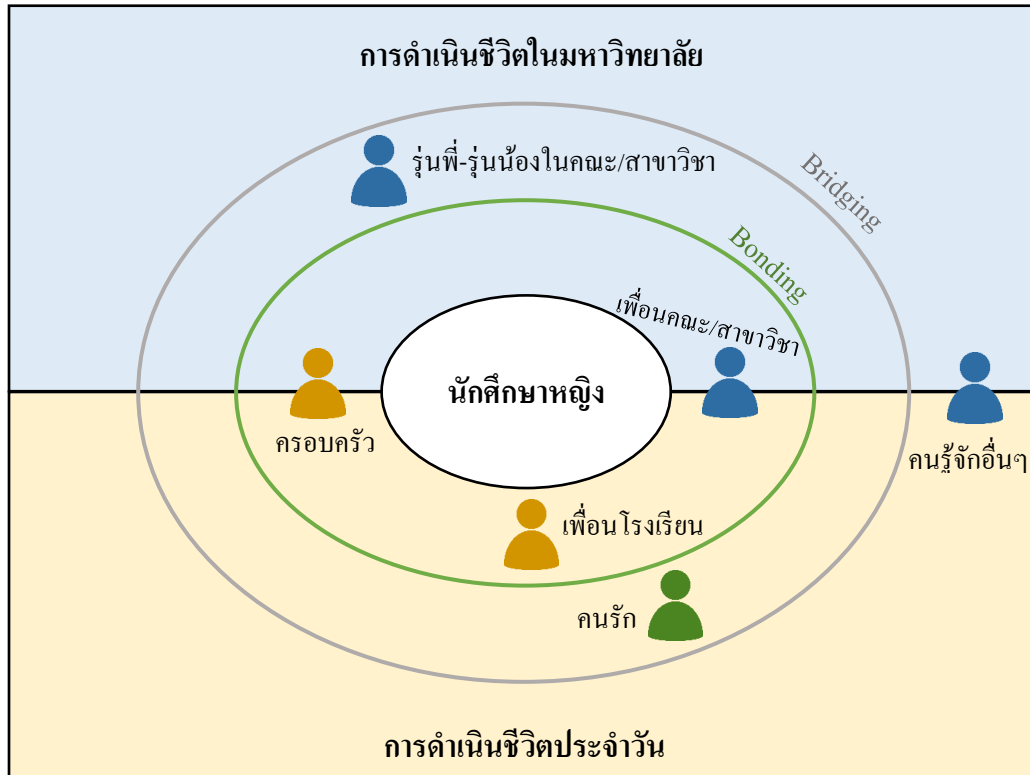 การดำเนินชีวิตในมหาวิทยาลัย
รุ่นพี่-รุ่นน้องในคณะ/สาขาวิชา
Bridging
Bonding
เพื่อนคณะ/สาขาวิชา
นักศึกษาหญิง
ครอบครัว
คนรู้จักอื่นๆ
เพื่อนโรงเรียน
คนรัก
การดำเนินชีวิตประจำวัน